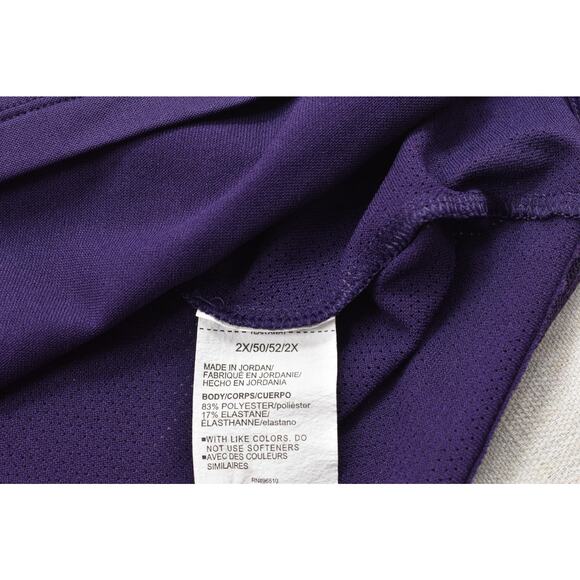 2X/50/52/2X
MADE IN JORDAN/
FABRIQUÉ EN JORDANIE/
HECHO EN JORDANIA
BODY/CORPS/CUERPO
83% POLYESTER/poliéster
17% ELASTANE/
ÉLASTHANNE/elastano
■WITH LIKE COLORS, DO
NOT USE SOFTENERS
■AVEC DES COULEURS
SIMILAIRES